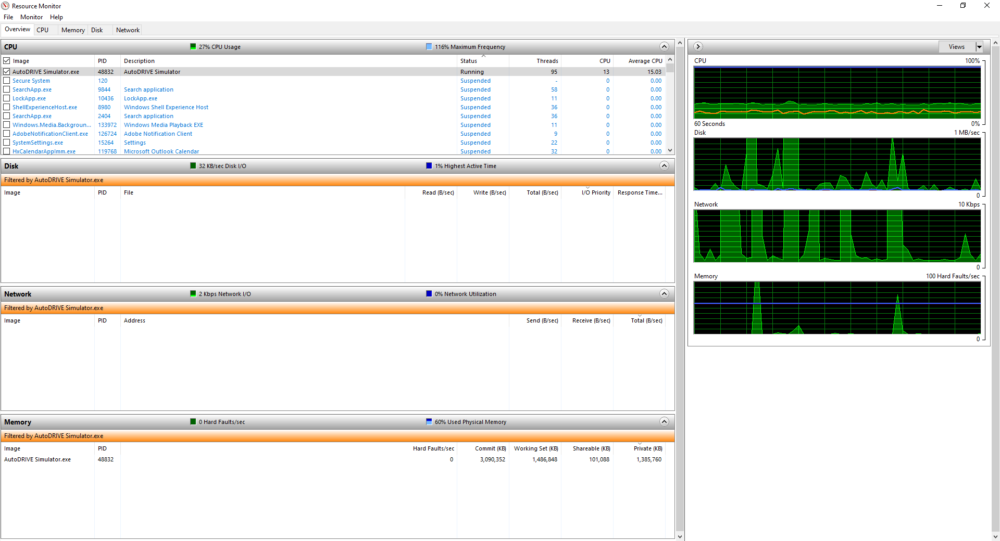 Resource Monitor
File Monitor Help
Overview CPU Memory Disk Network
CPU 27% CPU Usage 116% Maximum Frequency
Image PID Description Status Threads CPU Average CPU
AutoDRIVE Simulator.exe 48832 AutoDRIVE Simulator Running 95 13 15.03
Secure System 120 Suspended - 0 0.00
SearchApp.exe 9844 Search application Suspended 58 0 0.00
LockApp.exe 10436 LockApp.exe Suspended 11 0 0.00
ShellExperienceHost.exe 8980 Windows Shell Experience Host Suspended 36 0 0.00
SearchApp.exe 2404 Search application Suspended 36 0 0.00
Windows.Media.Backgroun... 133972 Windows Media Playback EXE Suspended 11 0 0.00
AdobeNotificationClient.exe 126724 Adobe Notification Client Suspended 9 0 0.00
SystemSettings.exe 15264 Settings Suspended 22 0 0.00
HxCalendarAppImm.exe 119768 Microsoft Outlook Calendar Suspended 32 0 0.00
Disk 32 KB/sec Disk I/O 1% Highest Active Time
Filtered by AutoDRIVE Simulator.exe
Image PID File Read (B/sec) Write (B/sec) Total (B/sec) I/O Priority Response Time...
Network 2 Kbps Network I/O 0% Network Utilization
Filtered by AutoDRIVE Simulator.exe
Image PID Address Send (B/sec) Receive (B/sec) Total (B/sec)
Memory 0 Hard Faults/sec 60% Used Physical Memory
Filtered by AutoDRIVE Simulator.exe
Image PID Hard Faults/sec Commit (KB) Working Set (KB) Shareable (KB) Private (KB)
AutoDRIVE Simulator.exe 48832 0 3,090,352 1,486,848 101,088 1,385,760
Views
CPU 100%
60 Seconds 0%
Disk 1 MB/sec
0
Network 10 Kbps
0
Memory 100 Hard Faults/sec
0